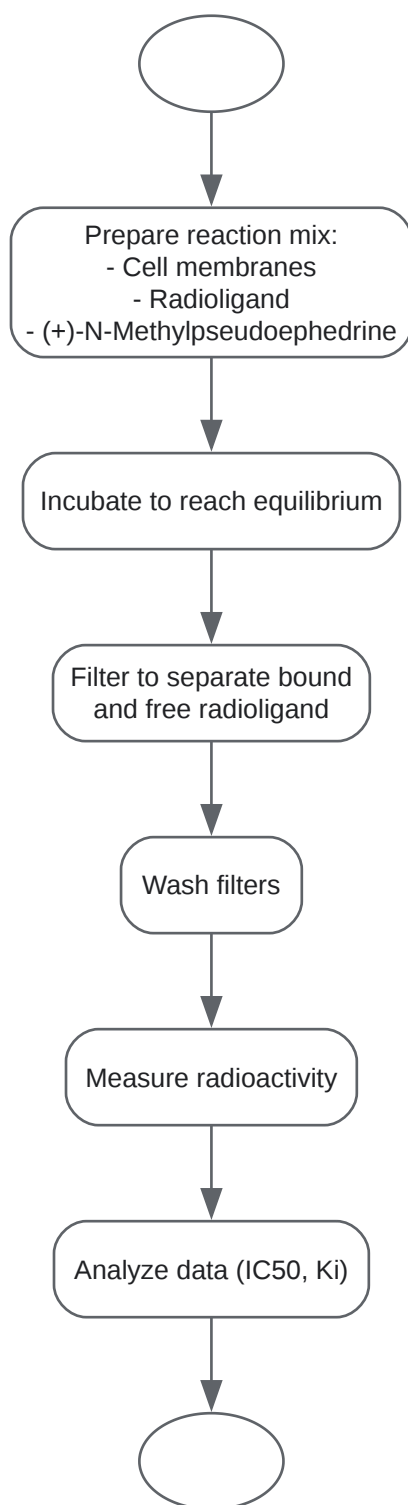 Prepare reaction mix:
- Cell membranes
- Radioligand
- (+)-N-Methylpseudoephedrine
Incubate to reach equilibrium
Filter to separate bound
and free radioligand
Wash filters
Measure radioactivity
Analyze data (IC50, Ki)